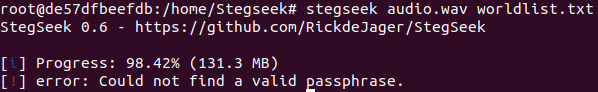 root@de57dfbeefdb:/home/Stegseek# stegseek audio.wav worldlist.txt
StegSeek 0.6 - https://github.com/RickdeJager/StegSeek
[i] Progress: 98.42% (131.3 MB)
[!] error: Could not find a valid passphrase.